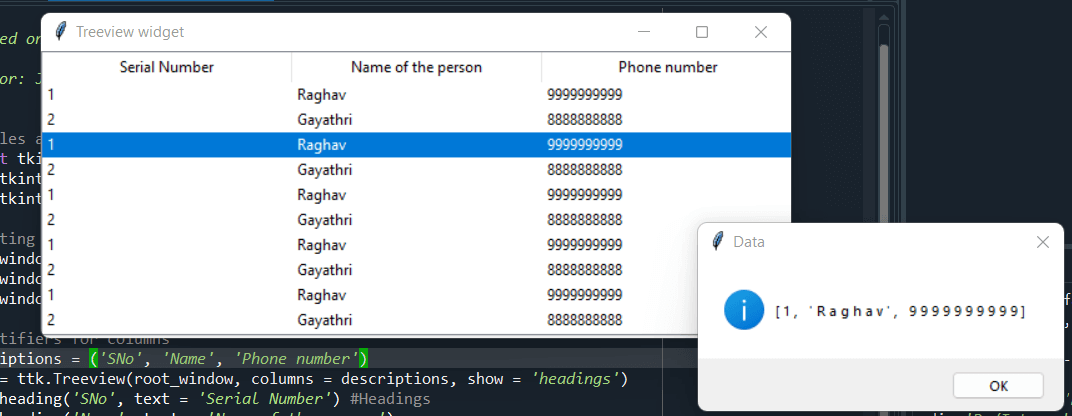 ed or
or: J
les a
t tki
tkint
tkint
ting
windo
windo
windo
tifiers for columns
iptions = ('SNo', 'Name', 'Phone number')
= ttk.Treeview(root_window, columns = descriptions, show = 'headings')
heading('SNo', text = 'Serial Number') #Headings
Treeview widget
Serial Number Name of the person Phone number
1 Raghav 9999999999
2 Gayathri 8888888888
1 Raghav 9999999999
2 Gayathri 8888888888
1 Raghav 9999999999
2 Gayathri 8888888888
1 Raghav 9999999999
2 Gayathri 8888888888
1 Raghav 9999999999
2 Gayathri 8888888888
Data
[1, 'Raghav', 9999999999]
OK